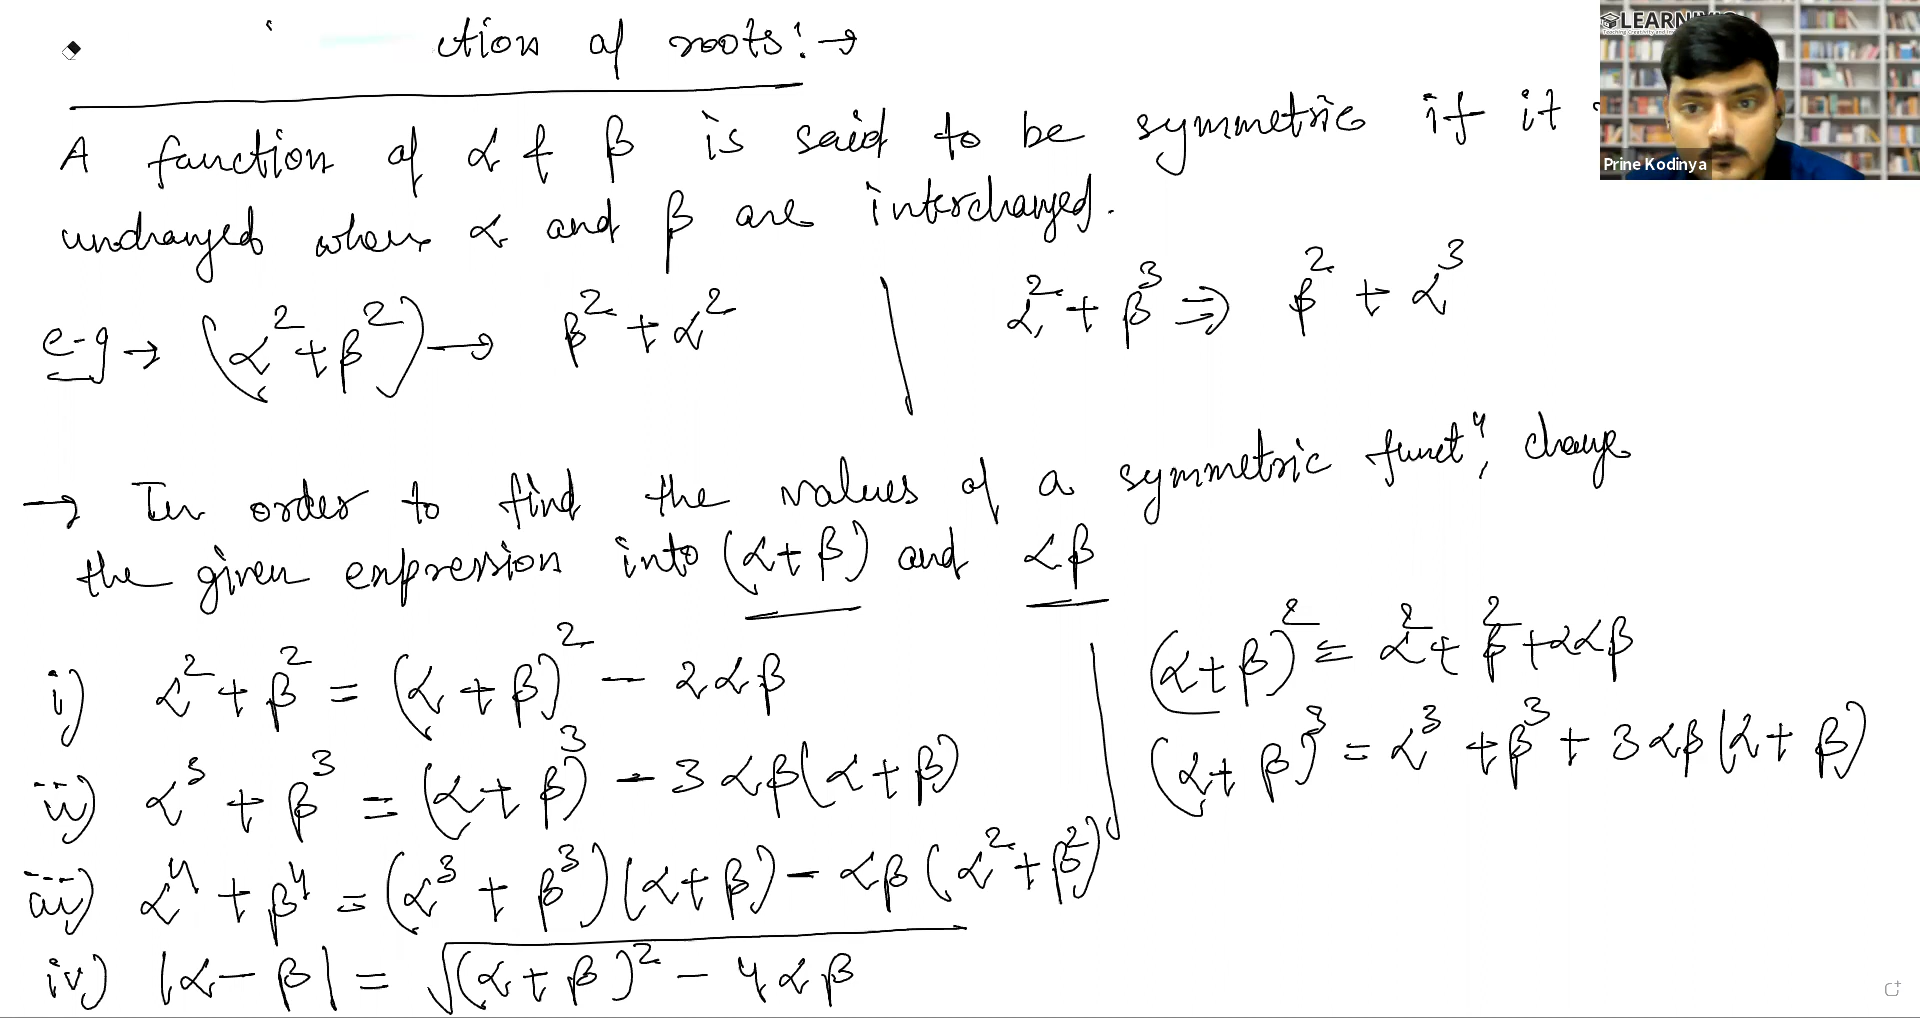 ction of roots:→
A function of α & β is said to be symmetric if it
unchanged when α and β are interchanged.
e-g → (α²+β²) → β²+α²
α²+β³ ⇒ β²+α³
→ In order to find the values of a symmetric functⁿ, change
the given expression into (α+β) and αβ
i) α²+β² = (α+β)² - 2αβ
ii) α³+β³ = (α+β)³ - 3αβ(α+β)
iii) α⁴+β⁴ = (α³+β³)(α+β) - αβ(α²+β²)
iv) |α-β| = √((α+β)² - 4αβ)
(α+β)² = α²+β²+2αβ
(α+β)³ = α³+β³+3αβ(α+β)
LEARN
Prine Kodinya